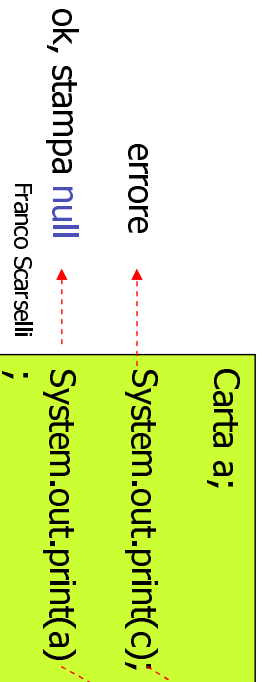 Carta a;
System.out.print(c);
errore
System.out.print(a)
;
ok, stampa null
Franco Scarselli